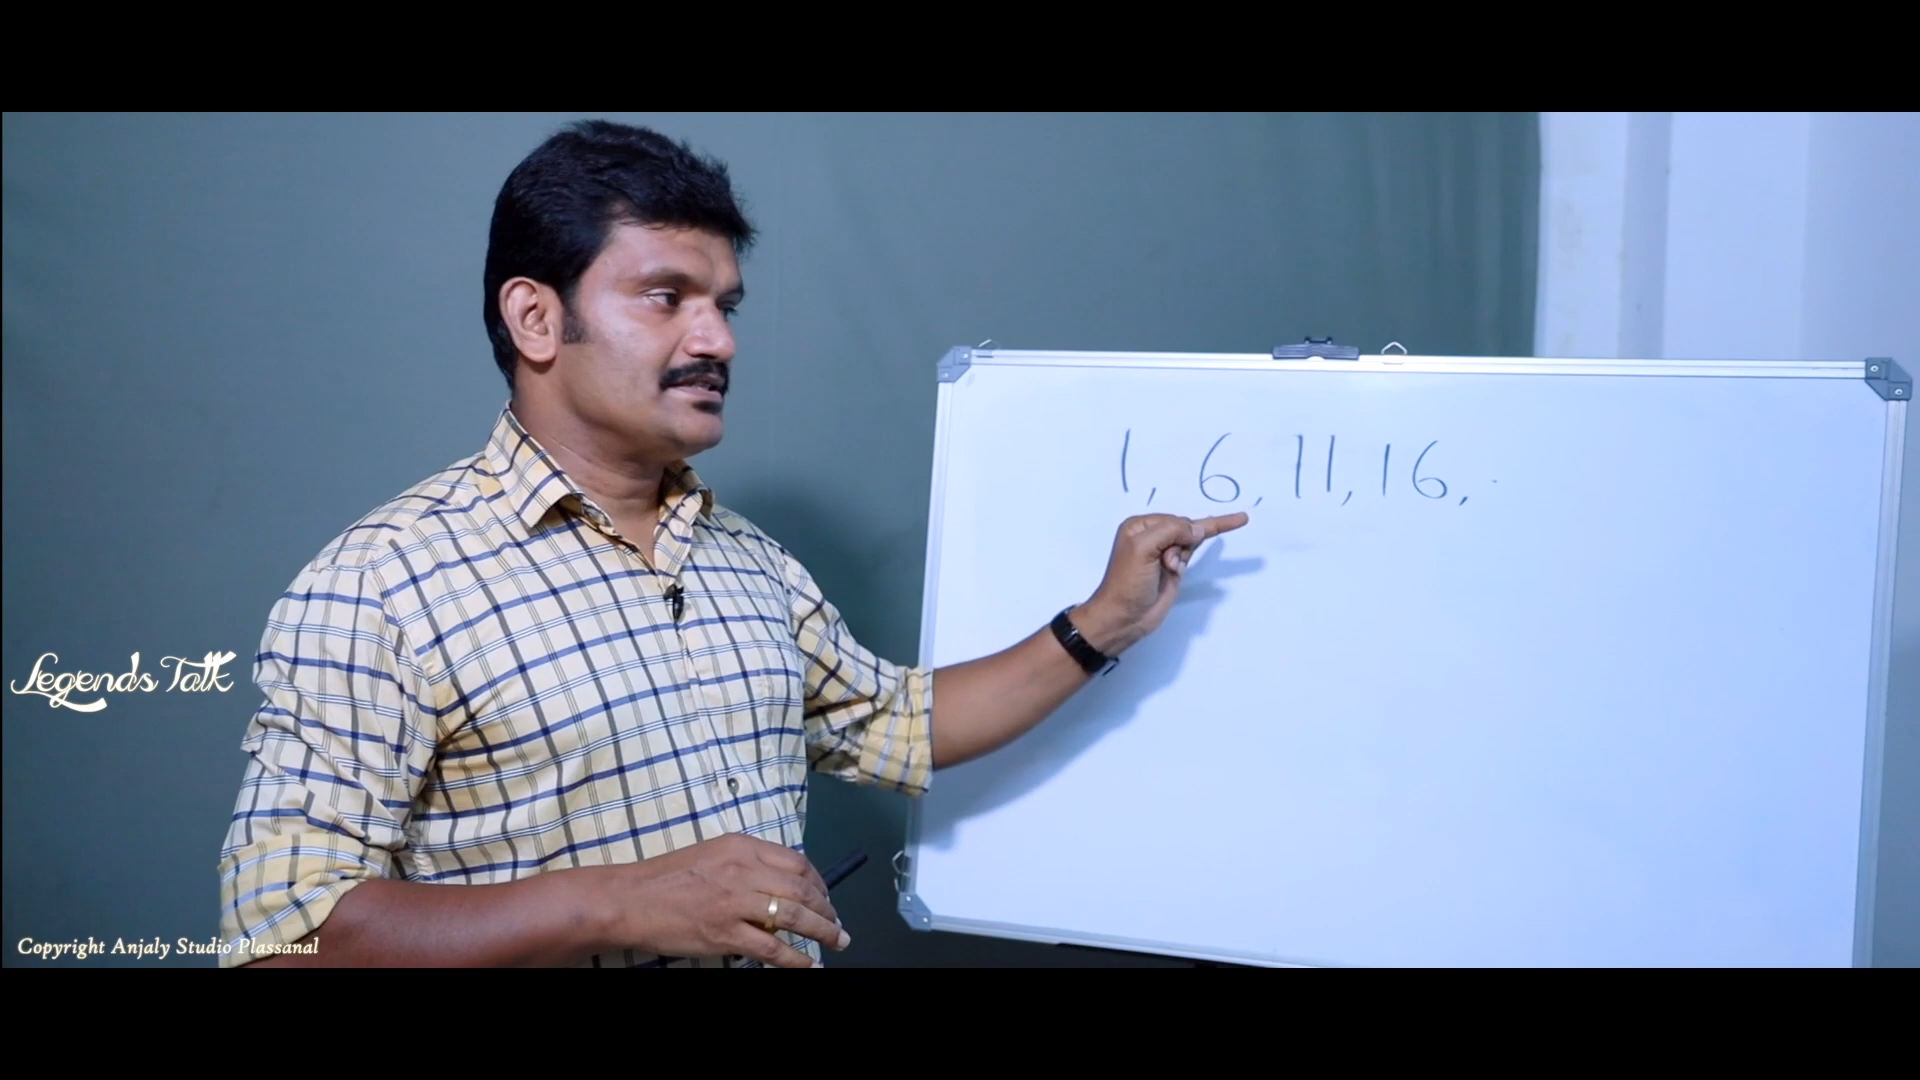 1, 6, 11, 16, .
Legends Talk
Copyright Anjaly Studio Plassanal